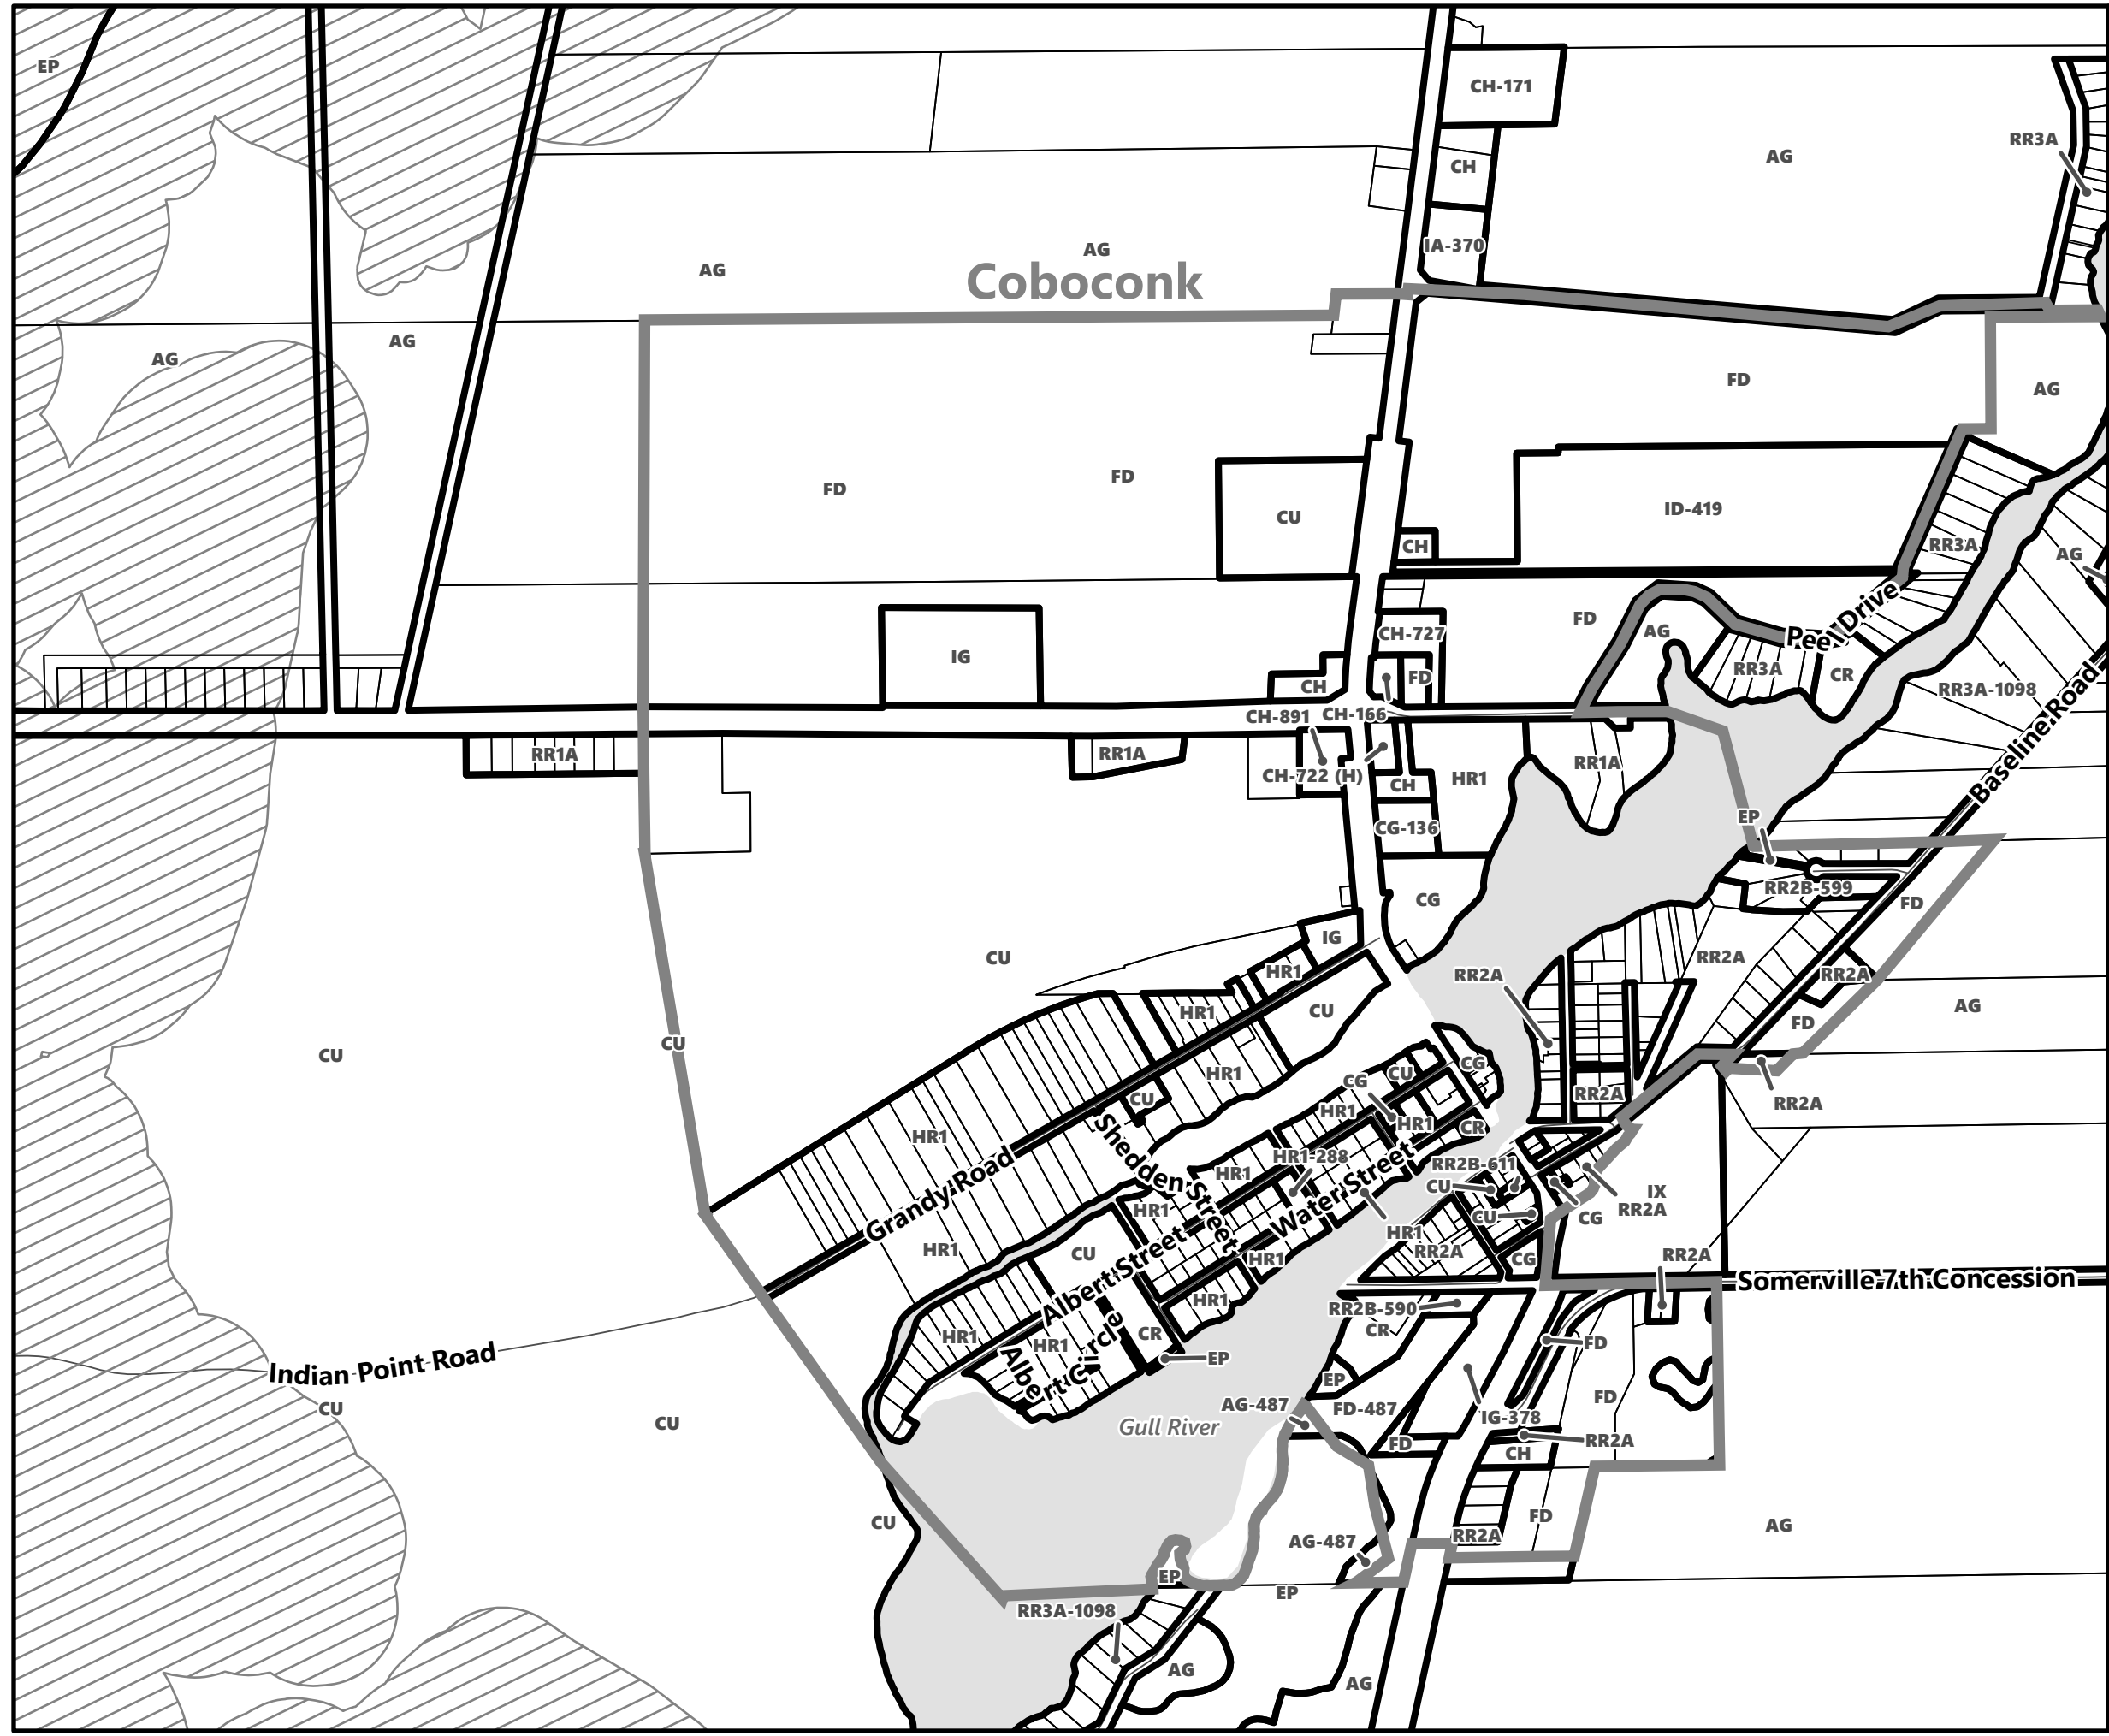 EP
CH-171
RR3A
AG
CH
AG
IA-370
AG
Coboconk
AG
AG
FD
AG
FD
FD
CU
ID-419
CH
RR3A
AG
Peel Drive
FD
AG
CH-727
IG
RR3A
CR
FD
CH
RR3A-1098
CH-891
CH-166
Baseline Road
RR1A
RR1A
RR1A
CH-722 (H)
HR1
CH
EP
CG-136
RR2B-599
CG
FD
IG
CU
RR2A
HR1
RR2A
RR2A
HR1
CU
AG
FD
CU
CU
CG
CU
HR1
CG
RR2A
CU
RR2A
HR1
HR1
CR
HR1
Shedden Street
HR1-288
RR2B-611
Grandy Road
HR1
CU
IX
RR2A
HR1
Water Street
CU
CG
HR1
RR2A
HR1
CU
HR1
CG
RR2A
Somerville 7th Concession
Albert Street
HR1
RR2B-590
CR
HR1
HR1
CR
FD
Albert Circle
EP
Indian Point Road
EP
FD
CU
CU
AG-487
FD-487
IG-378
Gull River
FD
RR2A
CH
CU
FD
AG
RR2A
AG-487
EP
EP
RR3A-1098
AG
AG